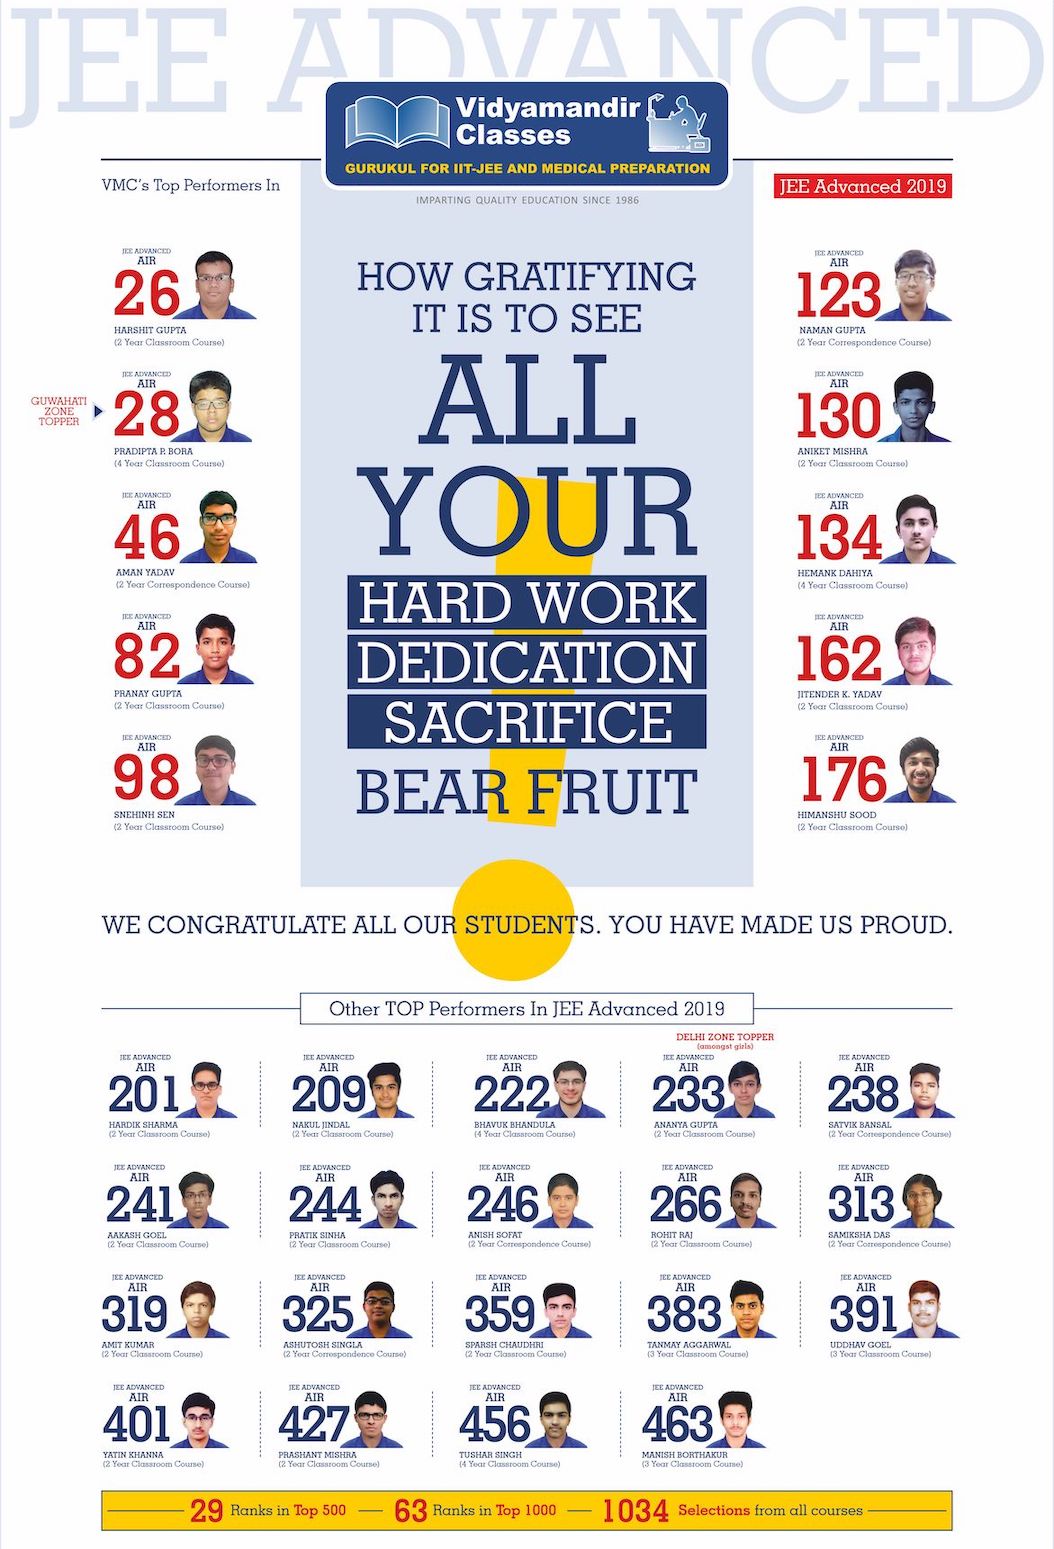 JEE ADVANCED
Vidyamandir
Classes
GURUKUL FOR IIT-JEE AND MEDICAL PREPARATION
IMPARTING QUALITY EDUCATION SINCE 1986
VMC's Top Performers In
JEE Advanced 2019
JEE ADVANCED
AIR
26
HARSHIT GUPTA
(2 Year Classroom Course)
GUWAHATI
ZONE
TOPPER
JEE ADVANCED
AIR
28
PRADIPTA P. BORA
(4 Year Classroom Course)
JEE ADVANCED
AIR
46
AMAN YADAV
(2 Year Correspondence Course)
JEE ADVANCED
AIR
82
PRANAY GUPTA
(2 Year Classroom Course)
JEE ADVANCED
AIR
98
SNEHINH SEN
(2 Year Classroom Course)
HOW GRATIFYING
IT IS TO SEE
ALL
YOUR
HARD WORK
DEDICATION
SACRIFICE
BEAR FRUIT
JEE ADVANCED
AIR
123
NAMAN GUPTA
(2 Year Correspondence Course)
JEE ADVANCED
AIR
130
ANIKET MISHRA
(2 Year Classroom Course)
JEE ADVANCED
AIR
134
HEMANK DAHIYA
(4 Year Classroom Course)
JEE ADVANCED
AIR
162
JITENDER K. YADAV
(2 Year Classroom Course)
JEE ADVANCED
AIR
176
HIMANSHU SOOD
(2 Year Classroom Course)
WE CONGRATULATE ALL OUR STUDENTS. YOU HAVE MADE US PROUD.
Other TOP Performers In JEE Advanced 2019
JEE ADVANCED
AIR
201
HARDIK SHARMA
(2 Year Classroom Course)
JEE ADVANCED
AIR
209
NAKUL JINDAL
(2 Year Classroom Course)
JEE ADVANCED
AIR
222
BHAVUK BHANDULA
(4 Year Classroom Course)
DELHI ZONE TOPPER
(amongst girls)
JEE ADVANCED
AIR
233
ANANYA GUPTA
(2 Year Classroom Course)
JEE ADVANCED
AIR
238
SATVIK BANSAL
(2 Year Correspondence Course)
JEE ADVANCED
AIR
241
AAKASH GOEL
(2 Year Classroom Course)
JEE ADVANCED
AIR
244
PRATIK SINHA
(2 Year Classroom Course)
JEE ADVANCED
AIR
246
ANISH SOFAT
(2 Year Correspondence Course)
JEE ADVANCED
AIR
266
ROHIT RAJ
(2 Year Classroom Course)
JEE ADVANCED
AIR
313
SAMIKSHA DAS
(2 Year Correspondence Course)
JEE ADVANCED
AIR
319
AMIT KUMAR
(2 Year Classroom Course)
JEE ADVANCED
AIR
325
ASHUTOSH SINGLA
(2 Year Correspondence Course)
JEE ADVANCED
AIR
359
SPARSH CHAUDHRI
(2 Year Classroom Course)
JEE ADVANCED
AIR
383
TANMAY AGGARWAL
(3 Year Classroom Course)
JEE ADVANCED
AIR
391
UDDHAV GOEL
(3 Year Classroom Course)
JEE ADVANCED
AIR
401
YATIN KHANNA
(2 Year Classroom Course)
JEE ADVANCED
AIR
427
PRASHANT MISHRA
(2 Year Classroom Course)
JEE ADVANCED
AIR
456
TUSHAR SINGH
(4 Year Classroom Course)
JEE ADVANCED
AIR
463
MANISH BORTHAKUR
(3 Year Classroom Course)
29 Ranks in Top 500 — 63 Ranks in Top 1000 — 1034 Selections from all courses